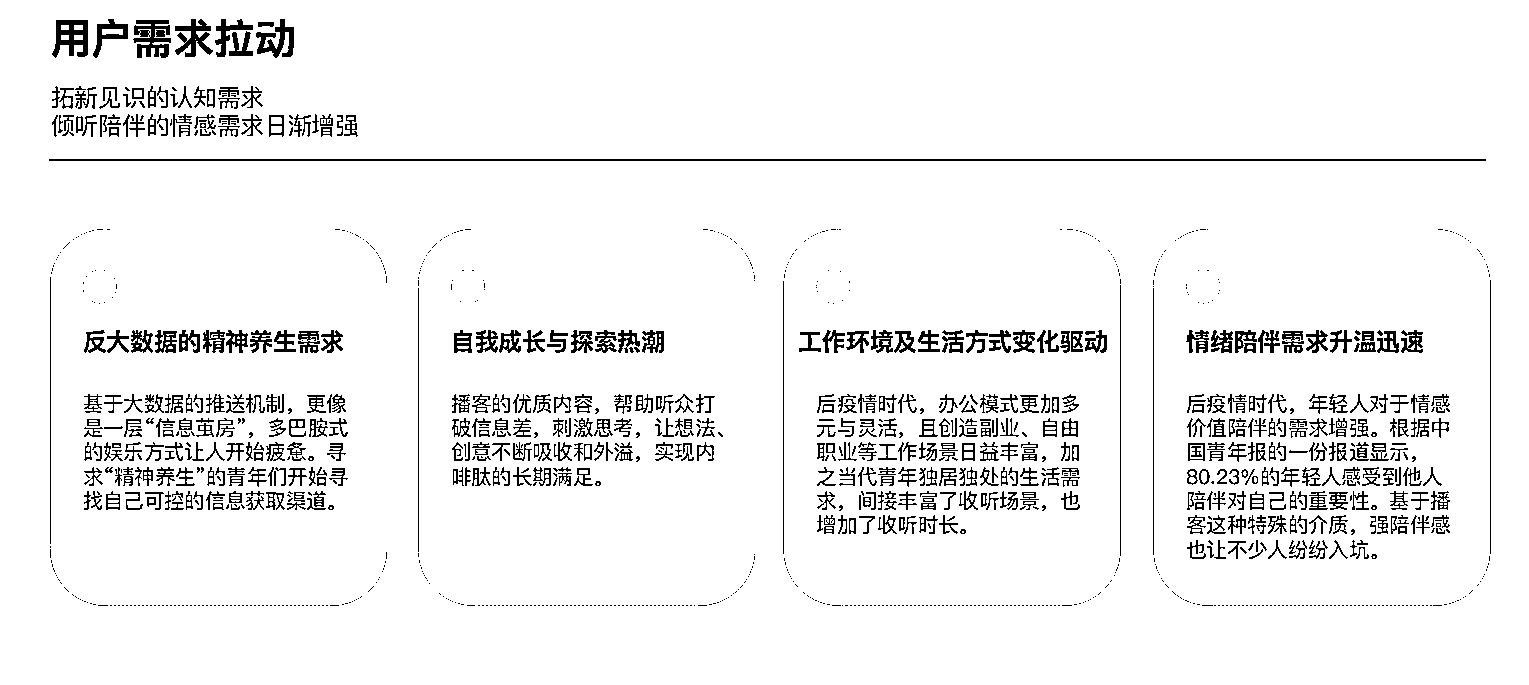 用户需求拉动
拓新见识的认知需求
倾听陪伴的情感需求日渐增强
反大数据的精神养生需求
基于大数据的推送机制，更像
是一层“信息茧房”，多巴胺式
的娱乐方式让人开始疲惫。寻
求“精神养生”的青年们开始寻
找自己可控的信息获取渠道。
自我成长与探索热潮
播客的优质内容，帮助听众打
破信息差，刺激思考，让想法、
创意不断吸收和外溢，实现内
啡肽的长期满足。
工作环境及生活方式变化驱动
后疫情时代，办公模式更加多
元与灵活，且创造副业、自由
职业等工作场景日益丰富，加
之当代青年独居独处的生活需
求，间接丰富了收听场景，也
增加了收听时长。
情绪陪伴需求升温迅速
后疫情时代，年轻人对于情感
价值陪伴的需求增强。根据中
国青年报的一份报道显示，
80.23%的年轻人感受到他人
陪伴对自己的重要性。基于播
客这种特殊的介质，强陪伴感
也让不少人纷纷入坑。